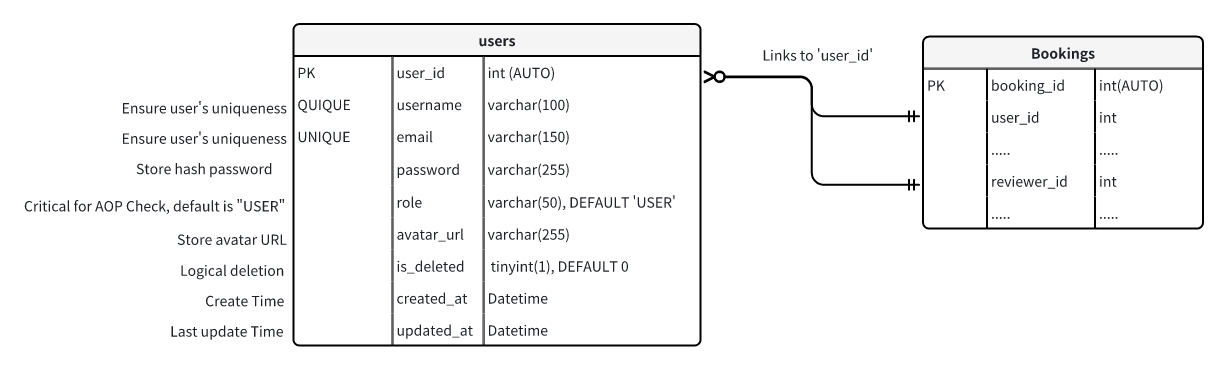 users
PK user_id int (AUTO)
Ensure user's uniqueness QUIQUE username varchar(100)
Ensure user's uniqueness UNIQUE email varchar(150)
Store hash password password varchar(255)
Critical for AOP Check, default is "USER" role varchar(50), DEFAULT 'USER'
Store avatar URL avatar_url varchar(255)
Logical deletion is_deleted tinyint(1), DEFAULT 0
Create Time created_at Datetime
Last update Time updated_at Datetime
Links to 'user_id'
Bookings
PK booking_id int(AUTO)
user_id int
..... .....
reviewer_id int
..... .....